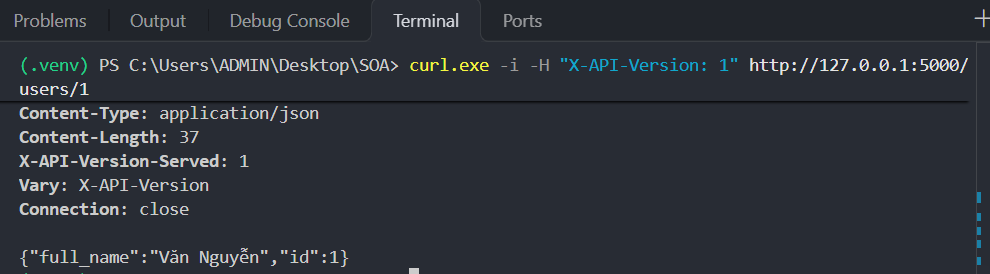 Problems Output Debug Console Terminal Ports
(.venv) PS C:\Users\ADMIN\Desktop\SOA> curl.exe -i -H "X-API-Version: 1" http://127.0.0.1:5000/
users/1
Content-Type: application/json
Content-Length: 37
X-API-Version-Served: 1
Vary: X-API-Version
Connection: close
{"full_name":"Văn Nguyễn","id":1}